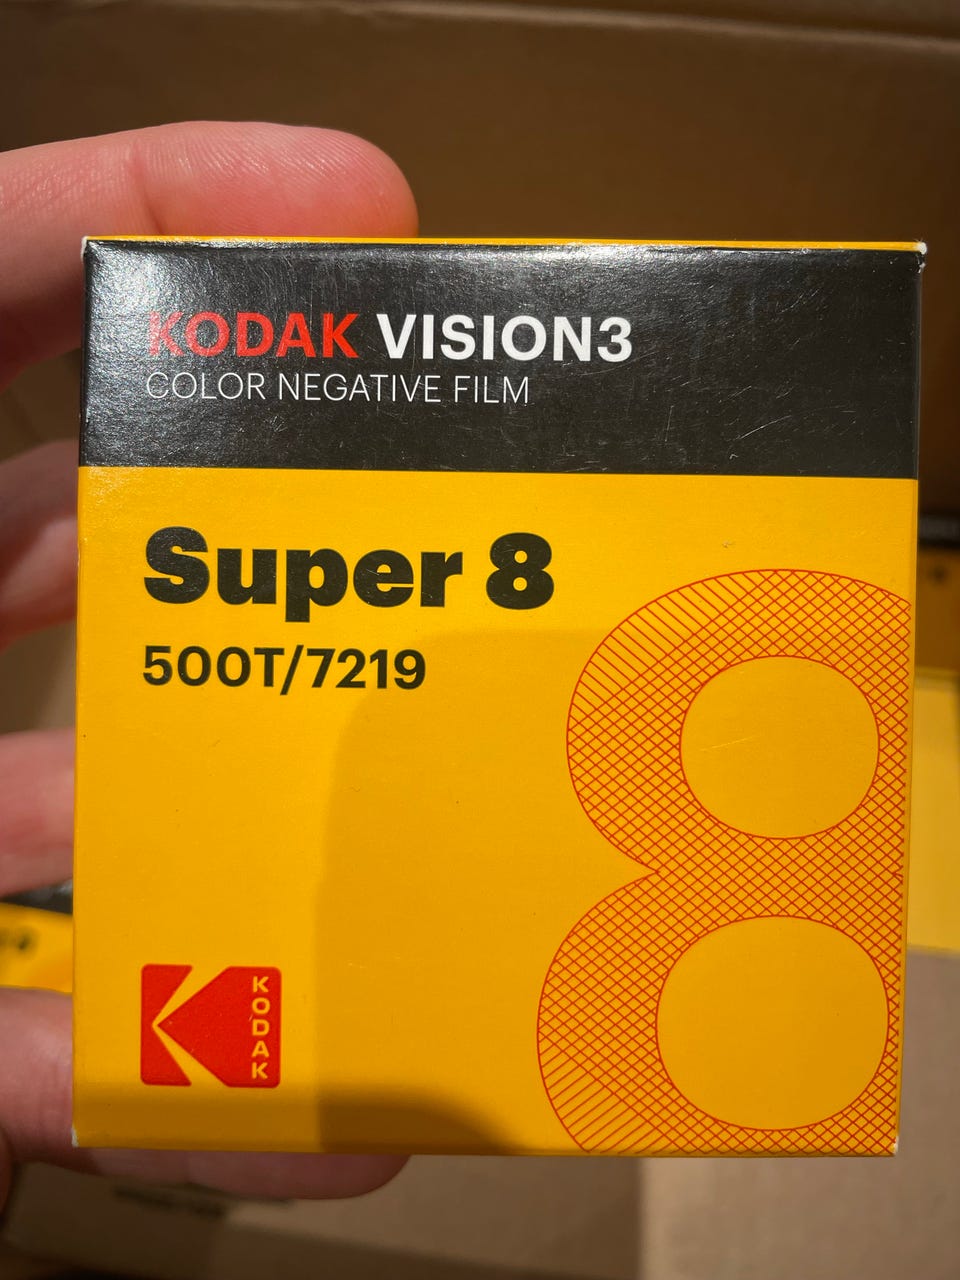 KODAK VISION3
COLOR NEGATIVE FILM
Super 8
500T/7219
8
KODAK